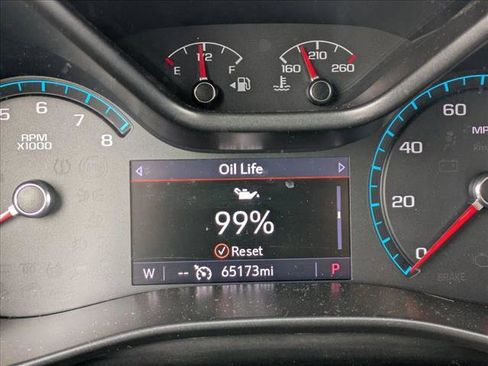 E 1/2 F
160 210 260
5 6 7 8
RPM
X1000
Oil Life
99%
Reset
W -- 65173mi P
60
40
20
0
MP
BRAKE